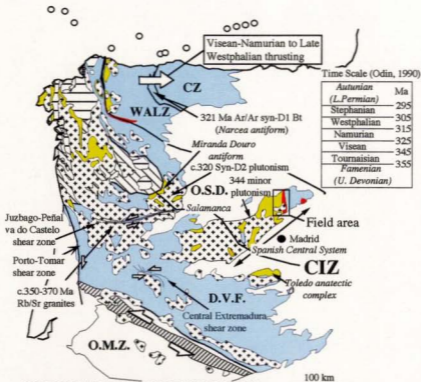 Visean-Namurian to Late
Westphalian thrusting
CZ
WALZ
321 Ma Ar/Ar syn-D1 Bt
(Narcea antiform)
Miranda Douro
antiform
c.320 Syn-D2 plutonism
O.S.D.
344 minor
plutonism
Salamanca
Field area
Madrid
Spanish Central System
CIZ
Toledo anatectic
complex
Juzbago-Peñal
va do Castelo
shear zone
Porto-Tomar
shear zone
c.350-370 Ma
Rb/Sr granites
D.V.F.
Central Extremadura
shear zone
O.M.Z.
100 km
Time Scale (Odin, 1990)
Autunian
(L.Permian)
Ma
Stephanian
295
Westphalian
305
Namurian
315
Visean
325
Tournaisian
345
Famenian
355
(U. Devonian)